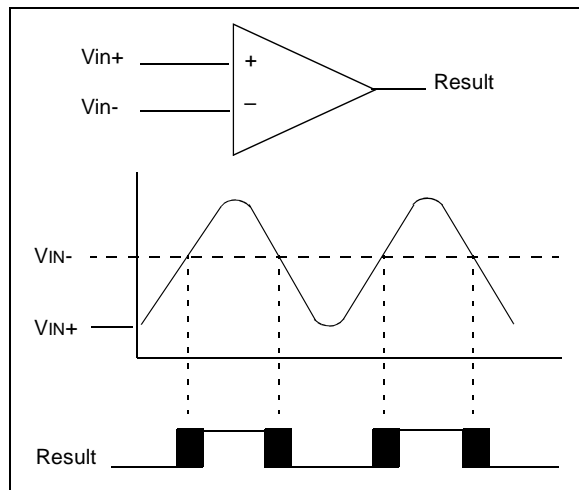 Vin+
+
Result
Vin-
–
VIN-
VIN+
Result